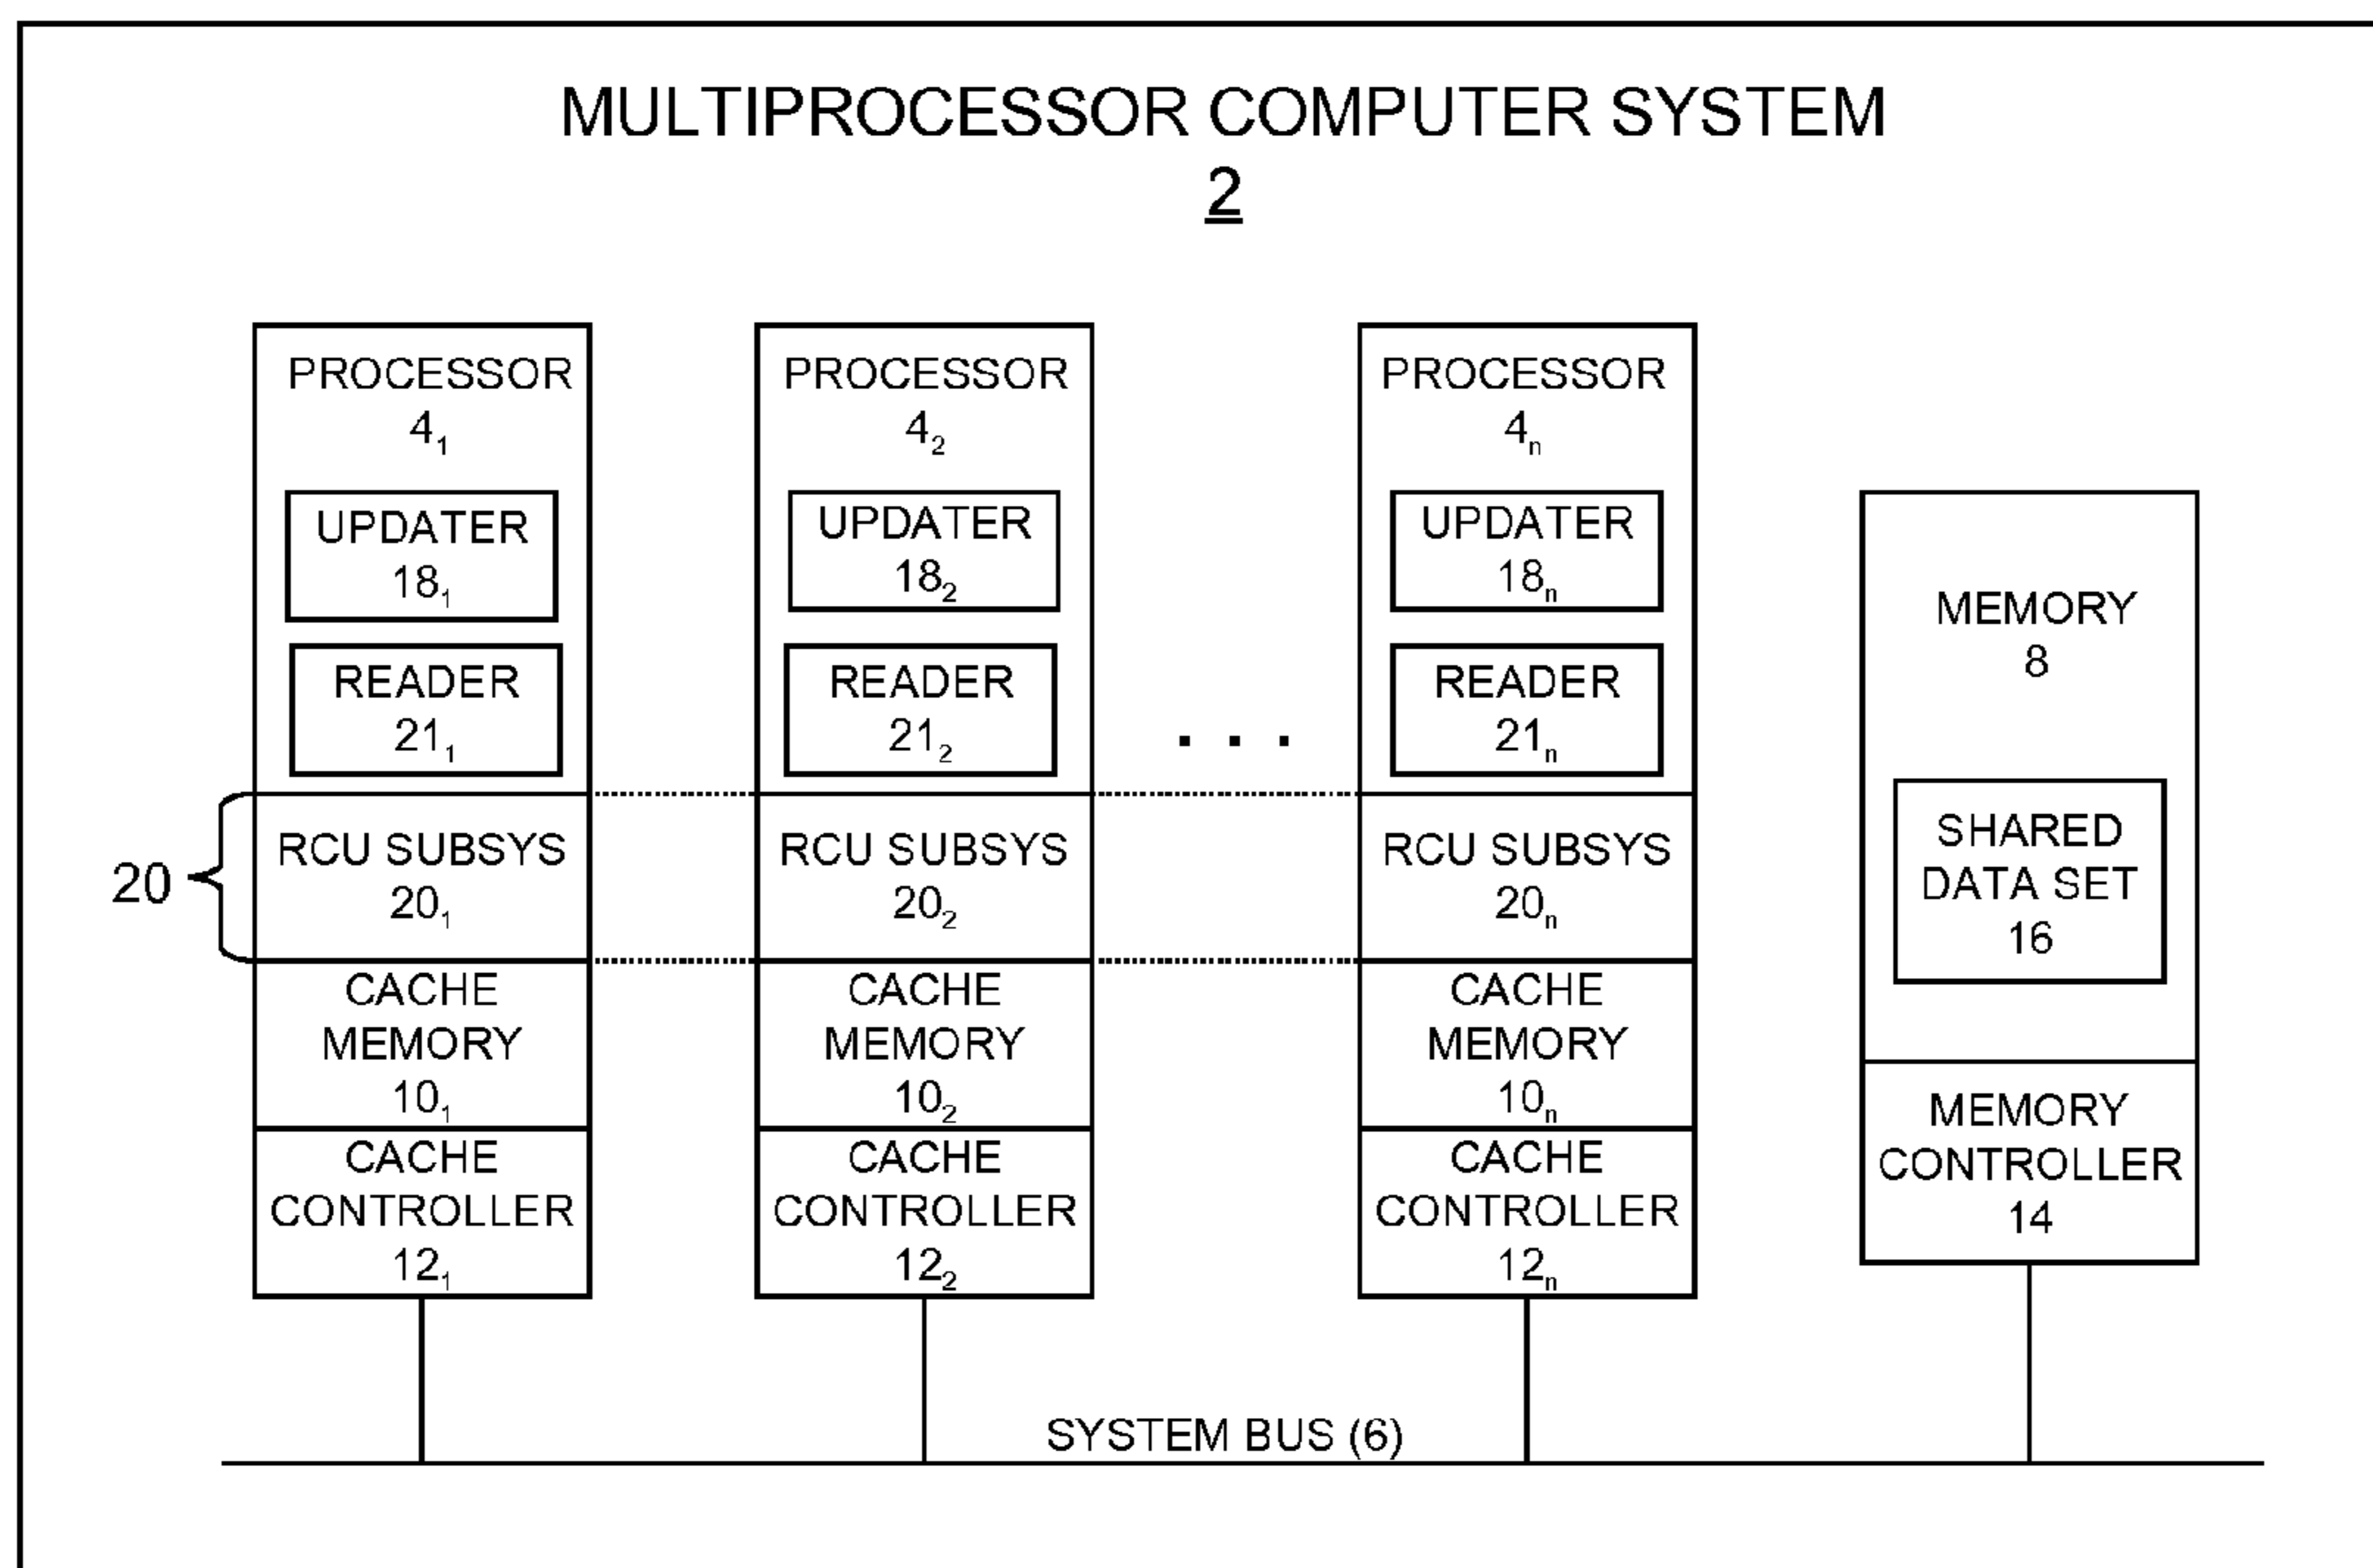 MULTIPROCESSOR COMPUTER SYSTEM
2
PROCESSOR
4₁
UPDATER
18₁
READER
21₁
RCU SUBSYS
20₁
CACHE
MEMORY
10₁
CACHE
CONTROLLER
12₁
PROCESSOR
4₂
UPDATER
18₂
READER
21₂
RCU SUBSYS
20₂
CACHE
MEMORY
10₂
CACHE
CONTROLLER
12₂
. . .
PROCESSOR
4ₙ
UPDATER
18ₙ
READER
21ₙ
RCU SUBSYS
20ₙ
CACHE
MEMORY
10ₙ
CACHE
CONTROLLER
12ₙ
MEMORY
8
SHARED
DATA SET
16
MEMORY
CONTROLLER
14
20
SYSTEM BUS (6)